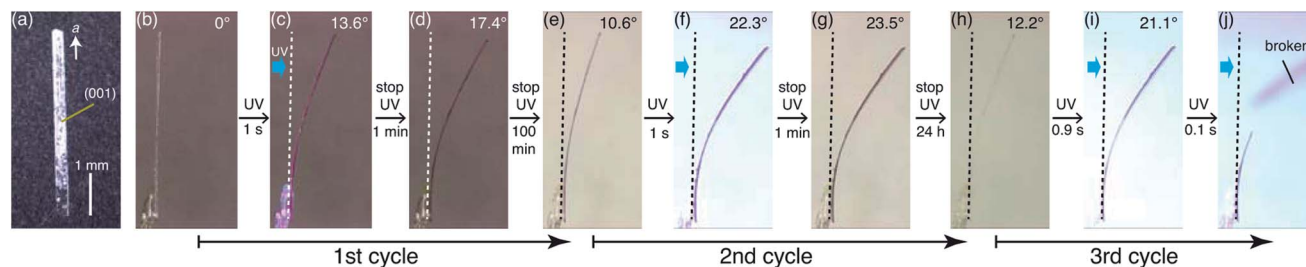 (a)
a
(001)
1 mm
(b)
0°
UV
1 s
(c)
13.6°
UV
stop
UV
1 min
(d)
17.4°
stop
UV
100
min
(e)
10.6°
UV
1 s
(f)
22.3°
stop
UV
1 min
(g)
23.5°
stop
UV
24 h
(h)
12.2°
UV
0.9 s
(i)
21.1°
UV
0.1 s
(j)
broken
1st cycle
2nd cycle
3rd cycle